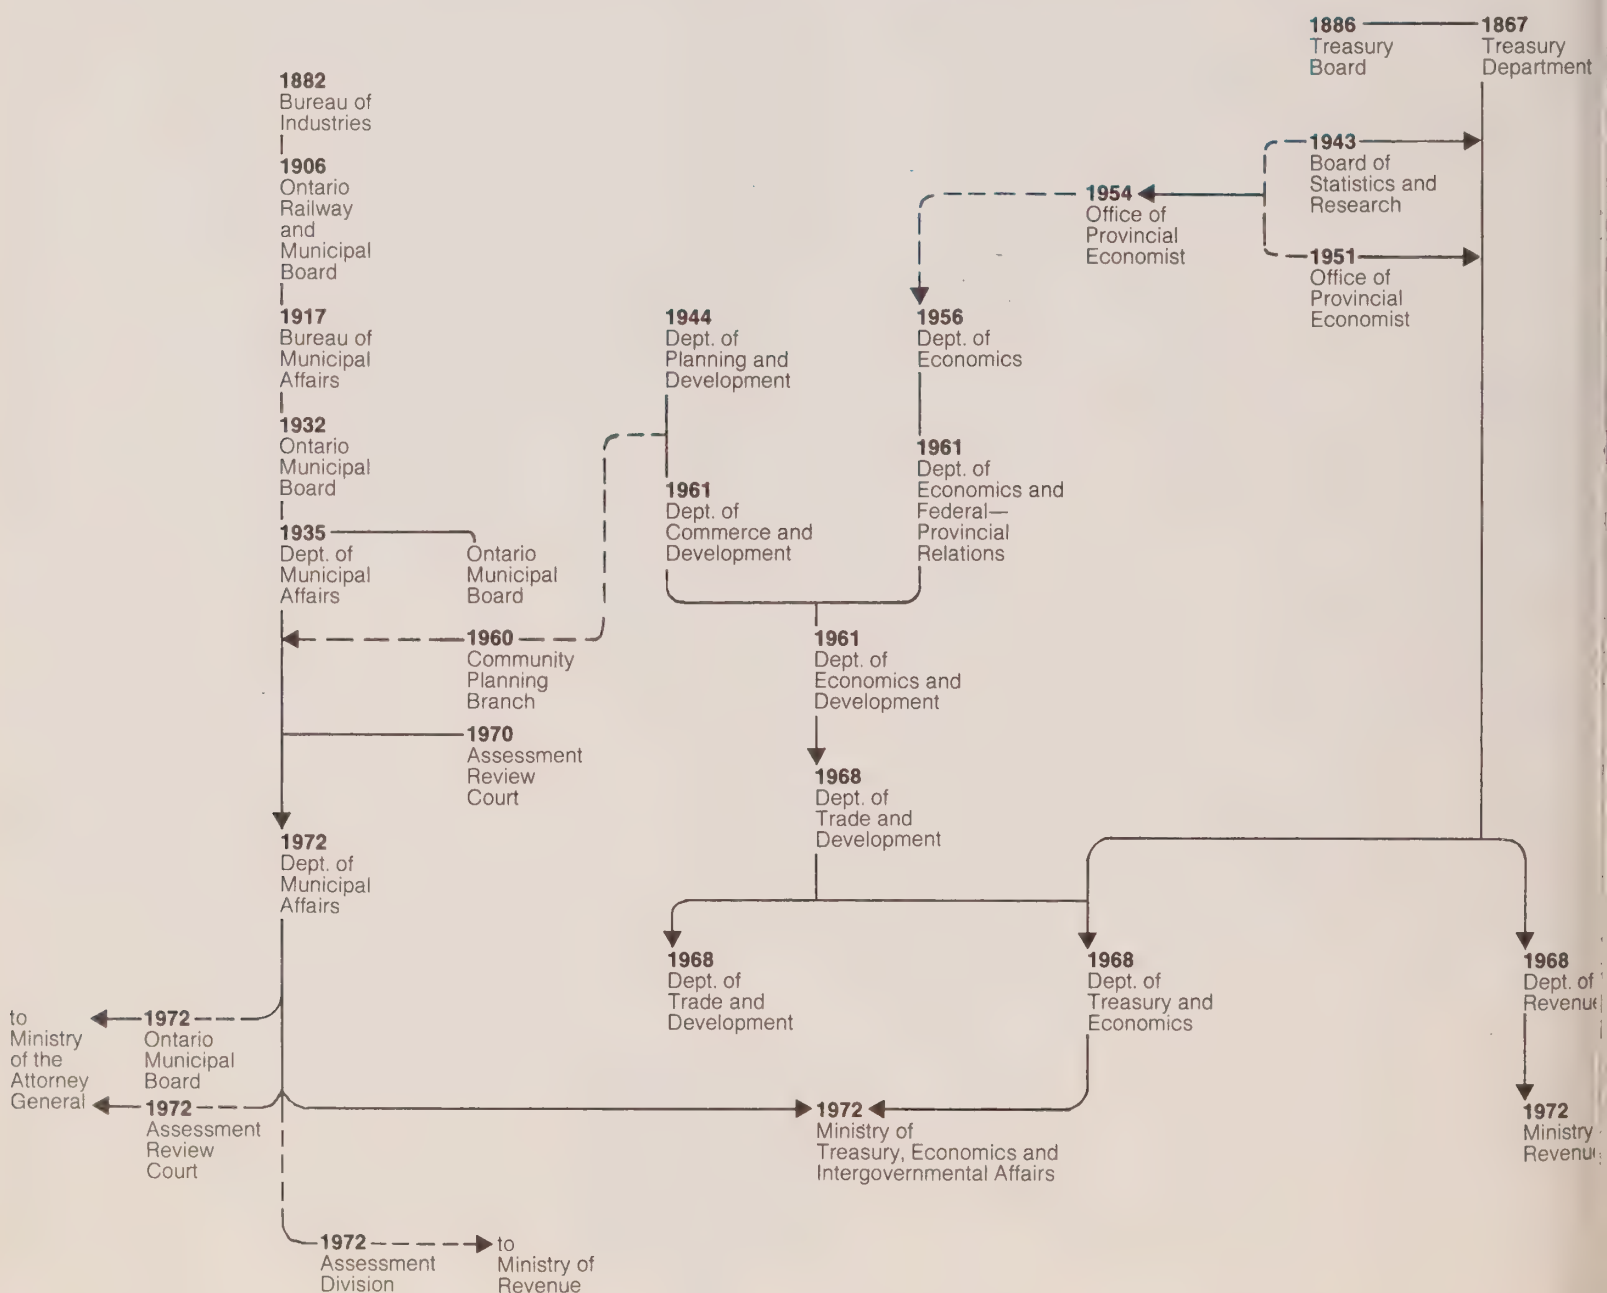 1886
Treasury
Board
1867
Treasury
Department
1882
Bureau of
Industries
1906
Ontario
Railway
and
Municipal
Board
1917
Bureau of
Municipal
Affairs
1932
Ontario
Municipal
Board
1935
Dept. of
Municipal
Affairs
Ontario
Municipal
Board
1960
Community
Planning
Branch
1970
Assessment
Review
Court
1972
Dept. of
Municipal
Affairs
to
Ministry
of the
Attorney
General
1972
Ontario
Municipal
Board
1972
Assessment
Review
Court
1972
Assessment
Division
to
Ministry of
Revenue
1944
Dept. of
Planning and
Development
1961
Dept. of
Commerce and
Development
1943
Board of
Statistics and
Research
1951
Office of
Provincial
Economist
1954
Office of
Provincial
Economist
1956
Dept. of
Economics
1961
Dept. of
Economics and
Federal—
Provincial
Relations
1961
Dept. of
Economics and
Development
1968
Dept. of
Trade and
Development
1968
Dept. of
Trade and
Development
1968
Dept. of
Treasury and
Economics
1972
Ministry of
Treasury, Economics and
Intergovernmental Affairs
1968
Dept. of
Revenue
1972
Ministry